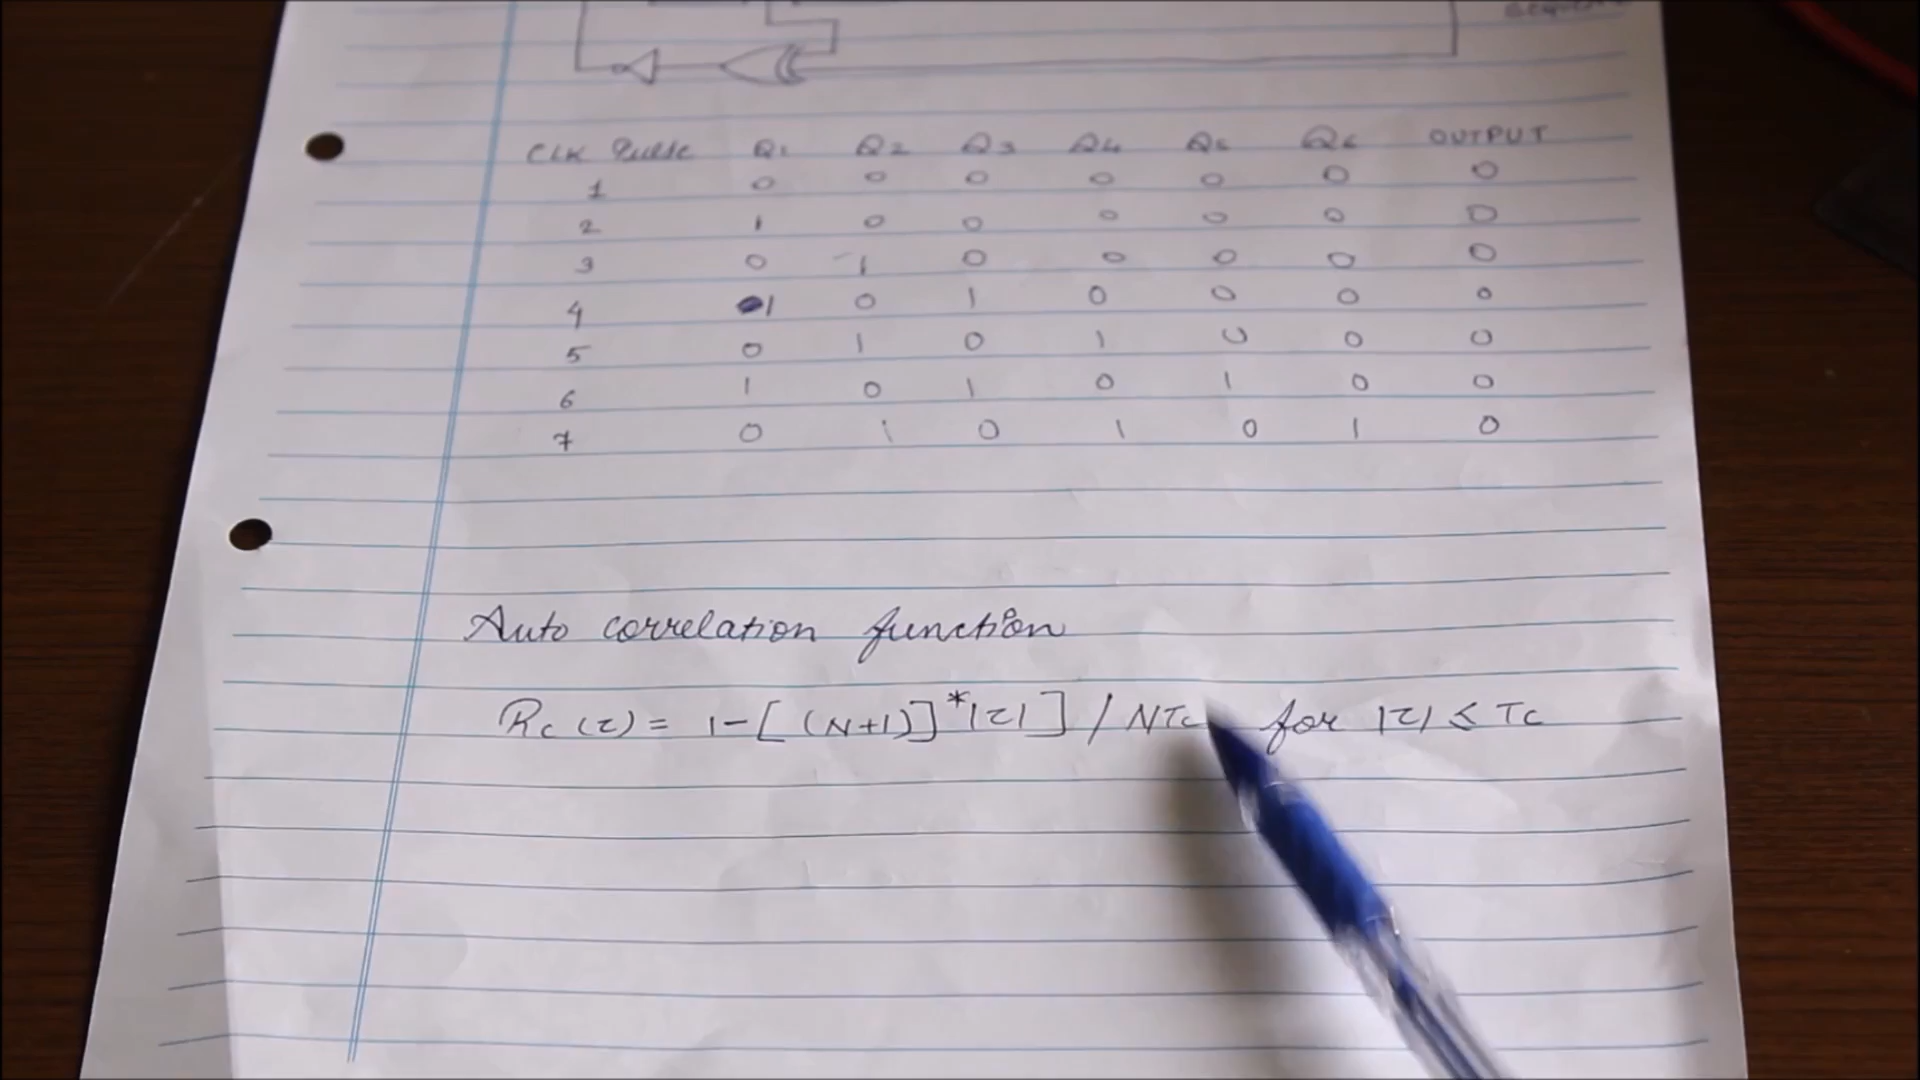 CLK Pulse Q1 Q2 Q3 Q4 Q5 Q6 OUTPUT
1 0 0 0 0 0 0 0
2 1 0 0 0 0 0 0
3 0 1 0 0 0 0 0
4 1 0 1 0 0 0 0
5 0 1 0 1 0 0 0
6 1 0 1 0 1 0 0
7 0 1 0 1 0 1 0
Auto correlation function
Rc (τ) = 1-[ (N+1)]*|τ| ] / NTc for |τ| ≤ Tc